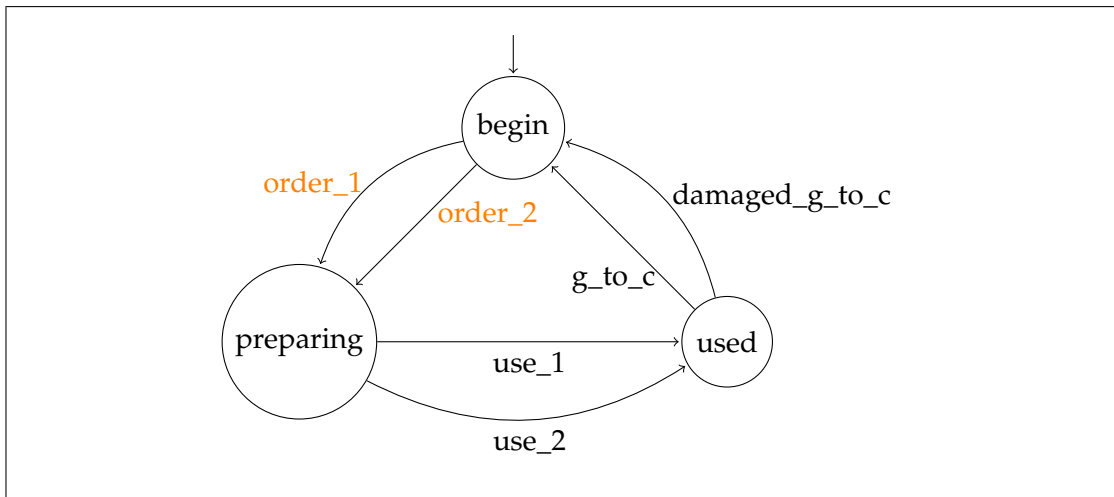 begin
order_1
damaged_g_to_c
order_2
g_to_c
preparing
used
use_1
use_2